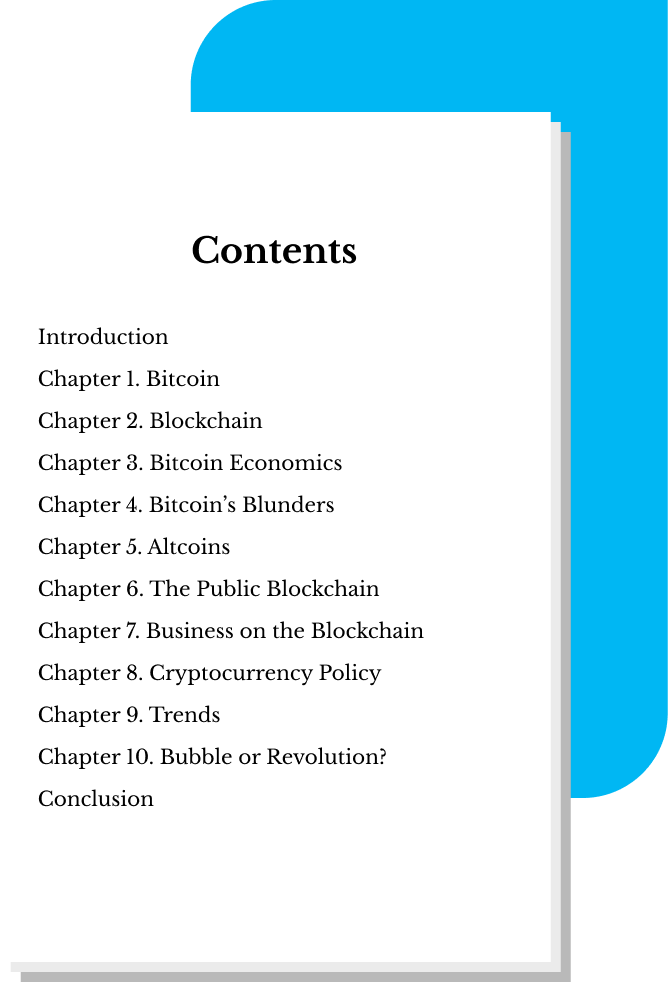 Contents
Introduction
Chapter 1. Bitcoin
Chapter 2. Blockchain
Chapter 3. Bitcoin Economics
Chapter 4. Bitcoin’s Blunders
Chapter 5. Altcoins
Chapter 6. The Public Blockchain
Chapter 7. Business on the Blockchain
Chapter 8. Cryptocurrency Policy
Chapter 9. Trends
Chapter 10. Bubble or Revolution?
Conclusion